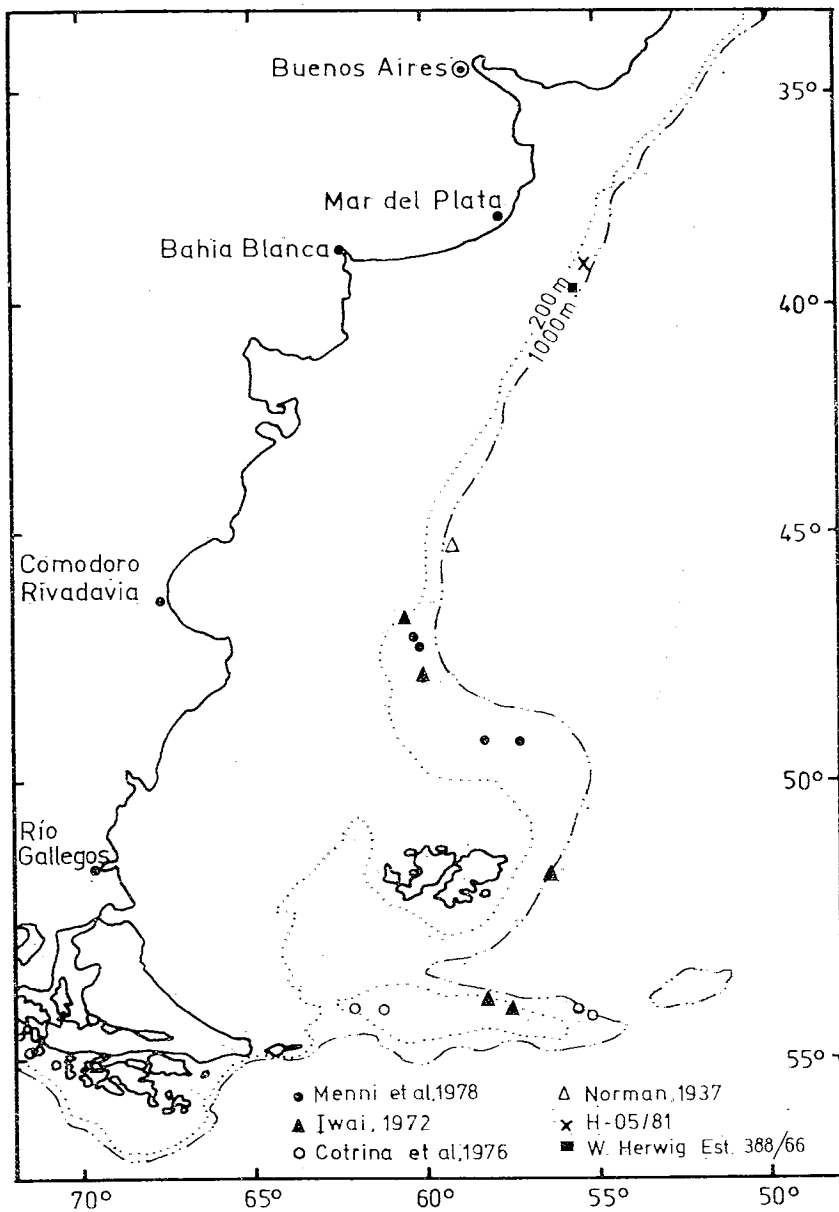 Buenos Aires
35°
Mar del Plata
Bahia Blanca
200m
1000m
40°
45°
Comodoro
Rivadavia
50°
Río
Gallegos
55°
Menni et al,1978
Iwai, 1972
Cotrina et al,1976
Norman,1937
H-05/81
W. Herwig Est. 388/66
70°
65°
60°
55°
50°